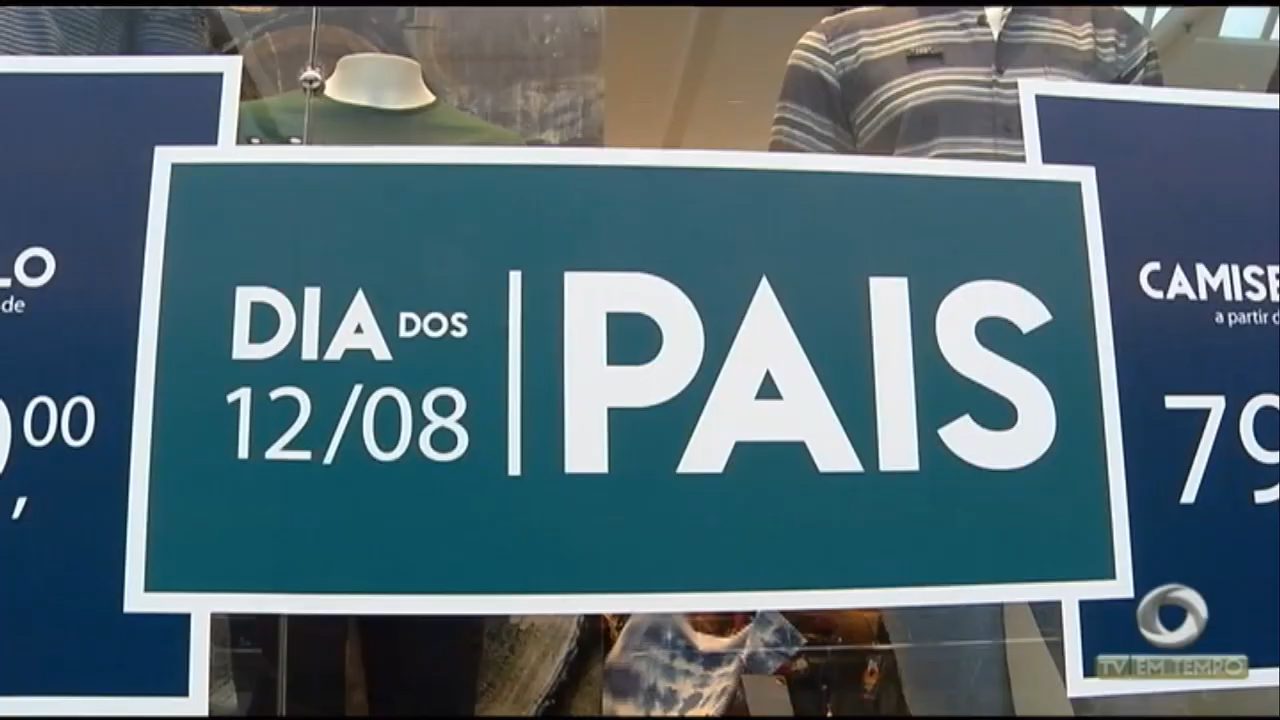 LO
de
,00
DIA DOS
12/08
PAIS
CAMISE
a partir d
79
TV EM TEMPO